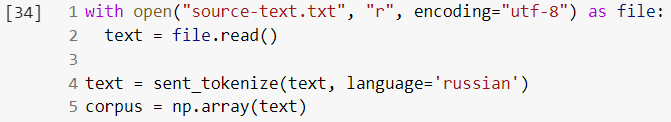 [34] 1 with open("source-text.txt", "r", encoding="utf-8") as file:
2   text = file.read()
3
4 text = sent_tokenize(text, language='russian')
5 corpus = np.array(text)